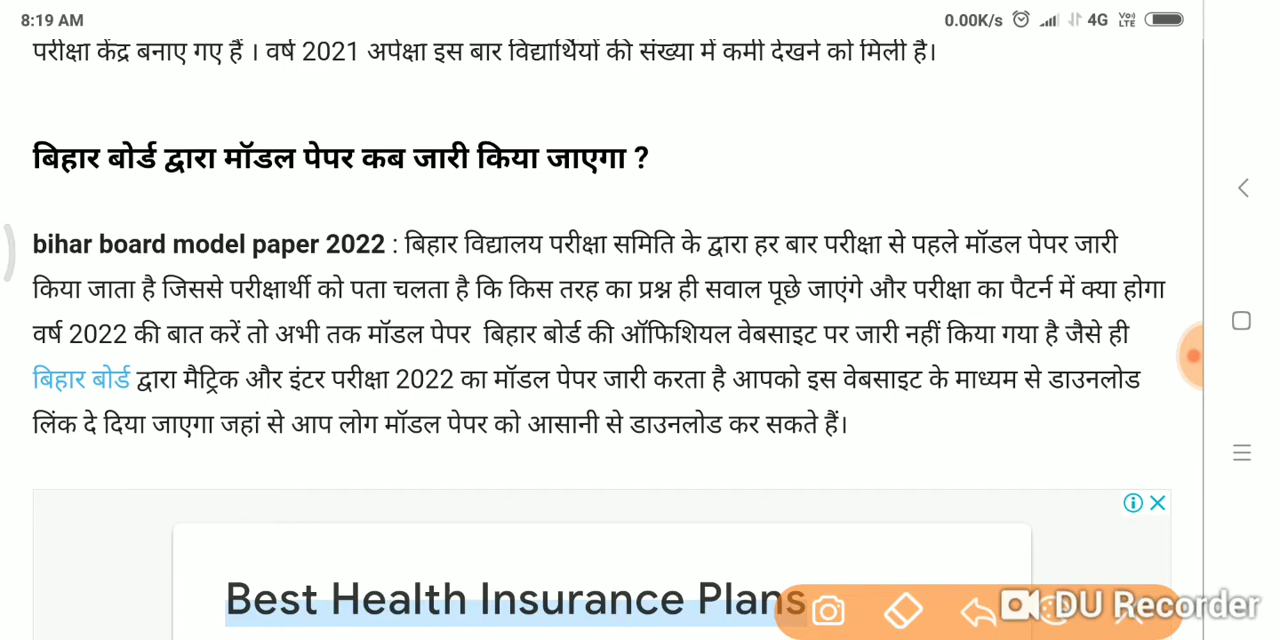 8:19 AM 0.00K/s 4G Vo) LTE
परीक्षा केंद्र बनाए गए हैं । वर्ष 2021 अपेक्षा इस बार विद्यार्थियों की संख्या में कमी देखने को मिली है।
बिहार बोर्ड द्वारा मॉडल पेपर कब जारी किया जाएगा ?
bihar board model paper 2022 : बिहार विद्यालय परीक्षा समिति के द्वारा हर बार परीक्षा से पहले मॉडल पेपर जारी
किया जाता है जिससे परीक्षार्थी को पता चलता है कि किस तरह का प्रश्न ही सवाल पूछे जाएंगे और परीक्षा का पैटर्न में क्या होगा
वर्ष 2022 की बात करें तो अभी तक मॉडल पेपर बिहार बोर्ड की ऑफिशियल वेबसाइट पर जारी नहीं किया गया है जैसे ही
बिहार बोर्ड द्वारा मैट्रिक और इंटर परीक्षा 2022 का मॉडल पेपर जारी करता है आपको इस वेबसाइट के माध्यम से डाउनलोड
लिंक दे दिया जाएगा जहां से आप लोग मॉडल पेपर को आसानी से डाउनलोड कर सकते हैं।
Best Health Insurance Plans
DU Recorder